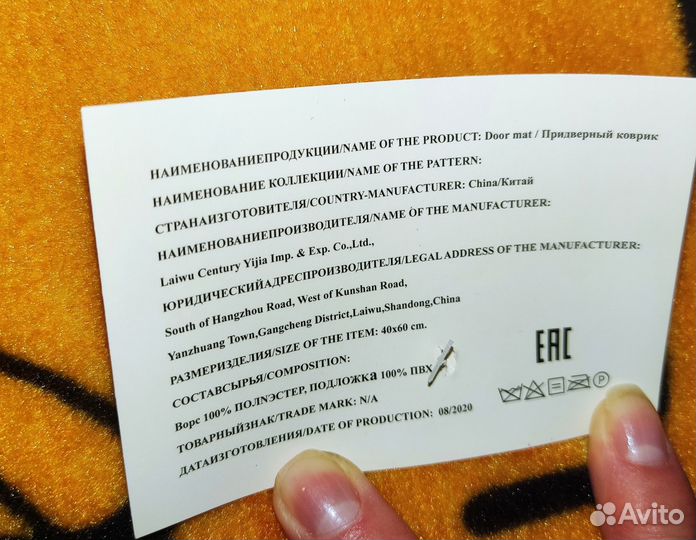 НАИМЕНОВАНИЕПРОДУКЦИИ/NAME OF THE PRODUCT: Door mat / Придверный коврик
НАИМЕНОВАНИЕ КОЛЛЕКЦИИ/NAME OF THE PATTERN:
СТРАНАИЗГОТОВИТЕЛЯ/COUNTRY-MANUFACTURER: China/Китай
НАИМЕНОВАНИЕПРОИЗВОДИТЕЛЯ/NAME OF THE MANUFACTURER:
Laiwu Century Yijia Imp. & Exp. Co.,Ltd.,
ЮРИДИЧЕСКИЙАДРЕСПРОИЗВОДИТЕЛЯ/LEGAL ADDRESS OF THE MANUFACTURER:
South of Hangzhou Road, West of Kunshan Road,
Yanzhuang Town,Gangcheng District,Laiwu,Shandong,China
РАЗМЕРИЗДЕЛИЯ/SIZE OF THE ITEM: 40x60 cm.
СОСТАВСЫРЬЯ/COMPOSITION:
Ворс 100% ПОЛNЭСТЕР, ПОДЛОЖКа 100% ПВХ
ТОВАРНЫЙЗНАК/TRADE MARK: N/A
ДАТАИЗГОТОВЛЕНИЯ/DATE OF PRODUCTION: 08/2020
EAC
P
Avito